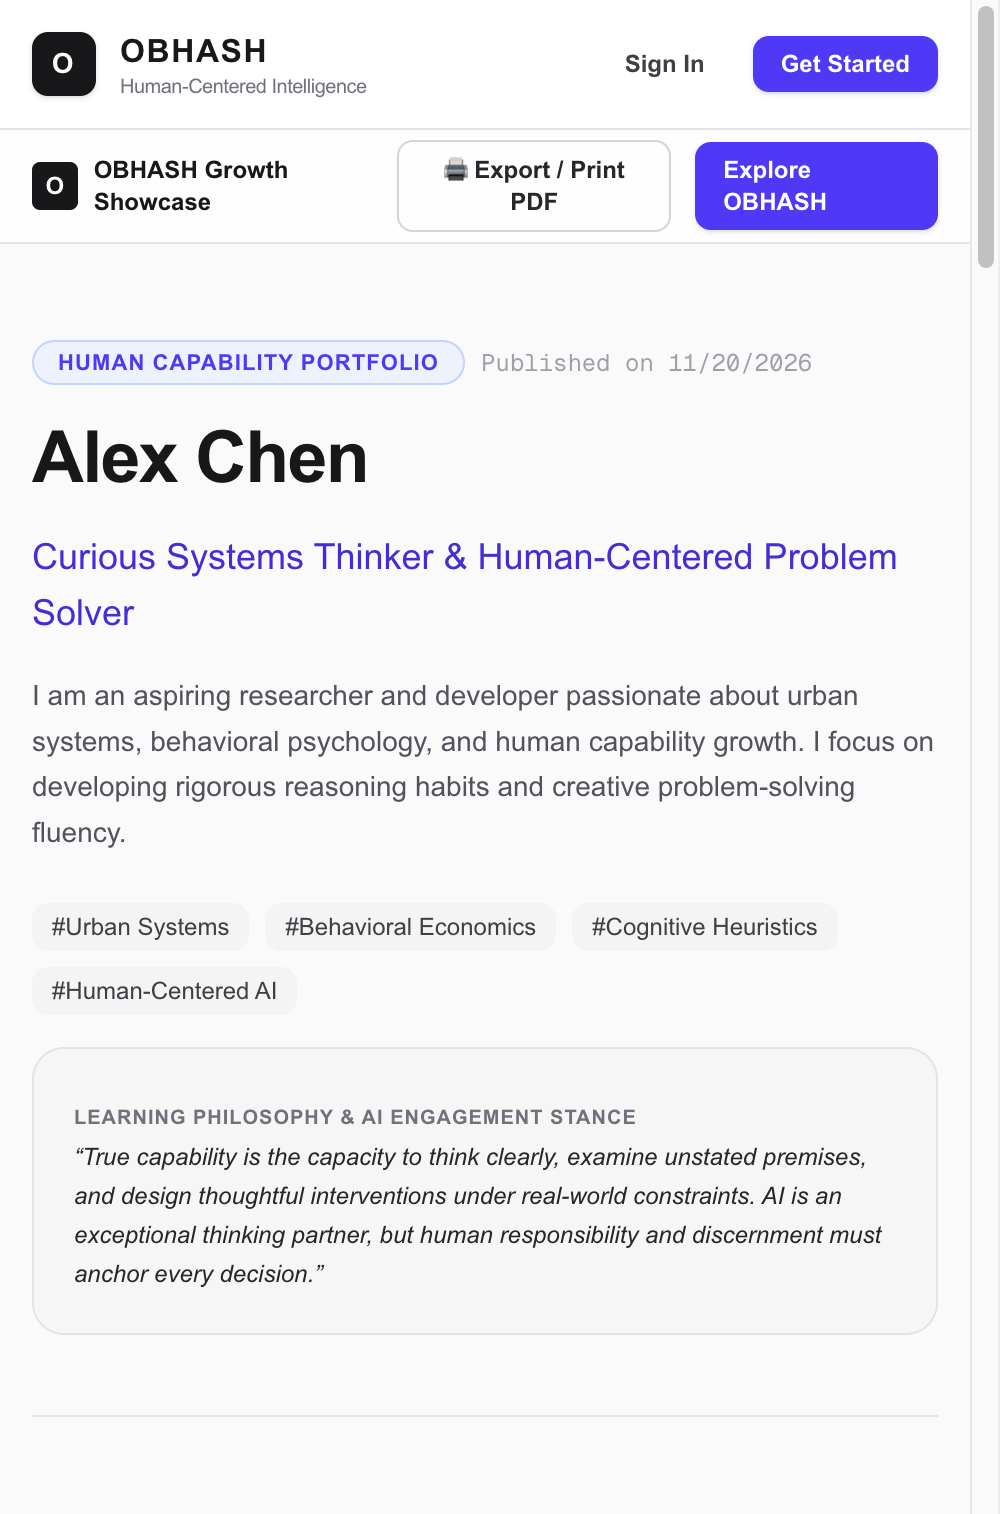 O
OBHASH
Human-Centered Intelligence
Sign In
Get Started
O
OBHASH Growth
Showcase
Export / Print
PDF
Explore
OBHASH
HUMAN CAPABILITY PORTFOLIO
Published on 11/20/2026
Alex Chen
Curious Systems Thinker & Human-Centered Problem
Solver
I am an aspiring researcher and developer passionate about urban
systems, behavioral psychology, and human capability growth. I focus on
developing rigorous reasoning habits and creative problem-solving
fluency.
#Urban Systems
#Behavioral Economics
#Cognitive Heuristics
#Human-Centered AI
LEARNING PHILOSOPHY & AI ENGAGEMENT STANCE
“True capability is the capacity to think clearly, examine unstated premises,
and design thoughtful interventions under real-world constraints. AI is an
exceptional thinking partner, but human responsibility and discernment must
anchor every decision.”